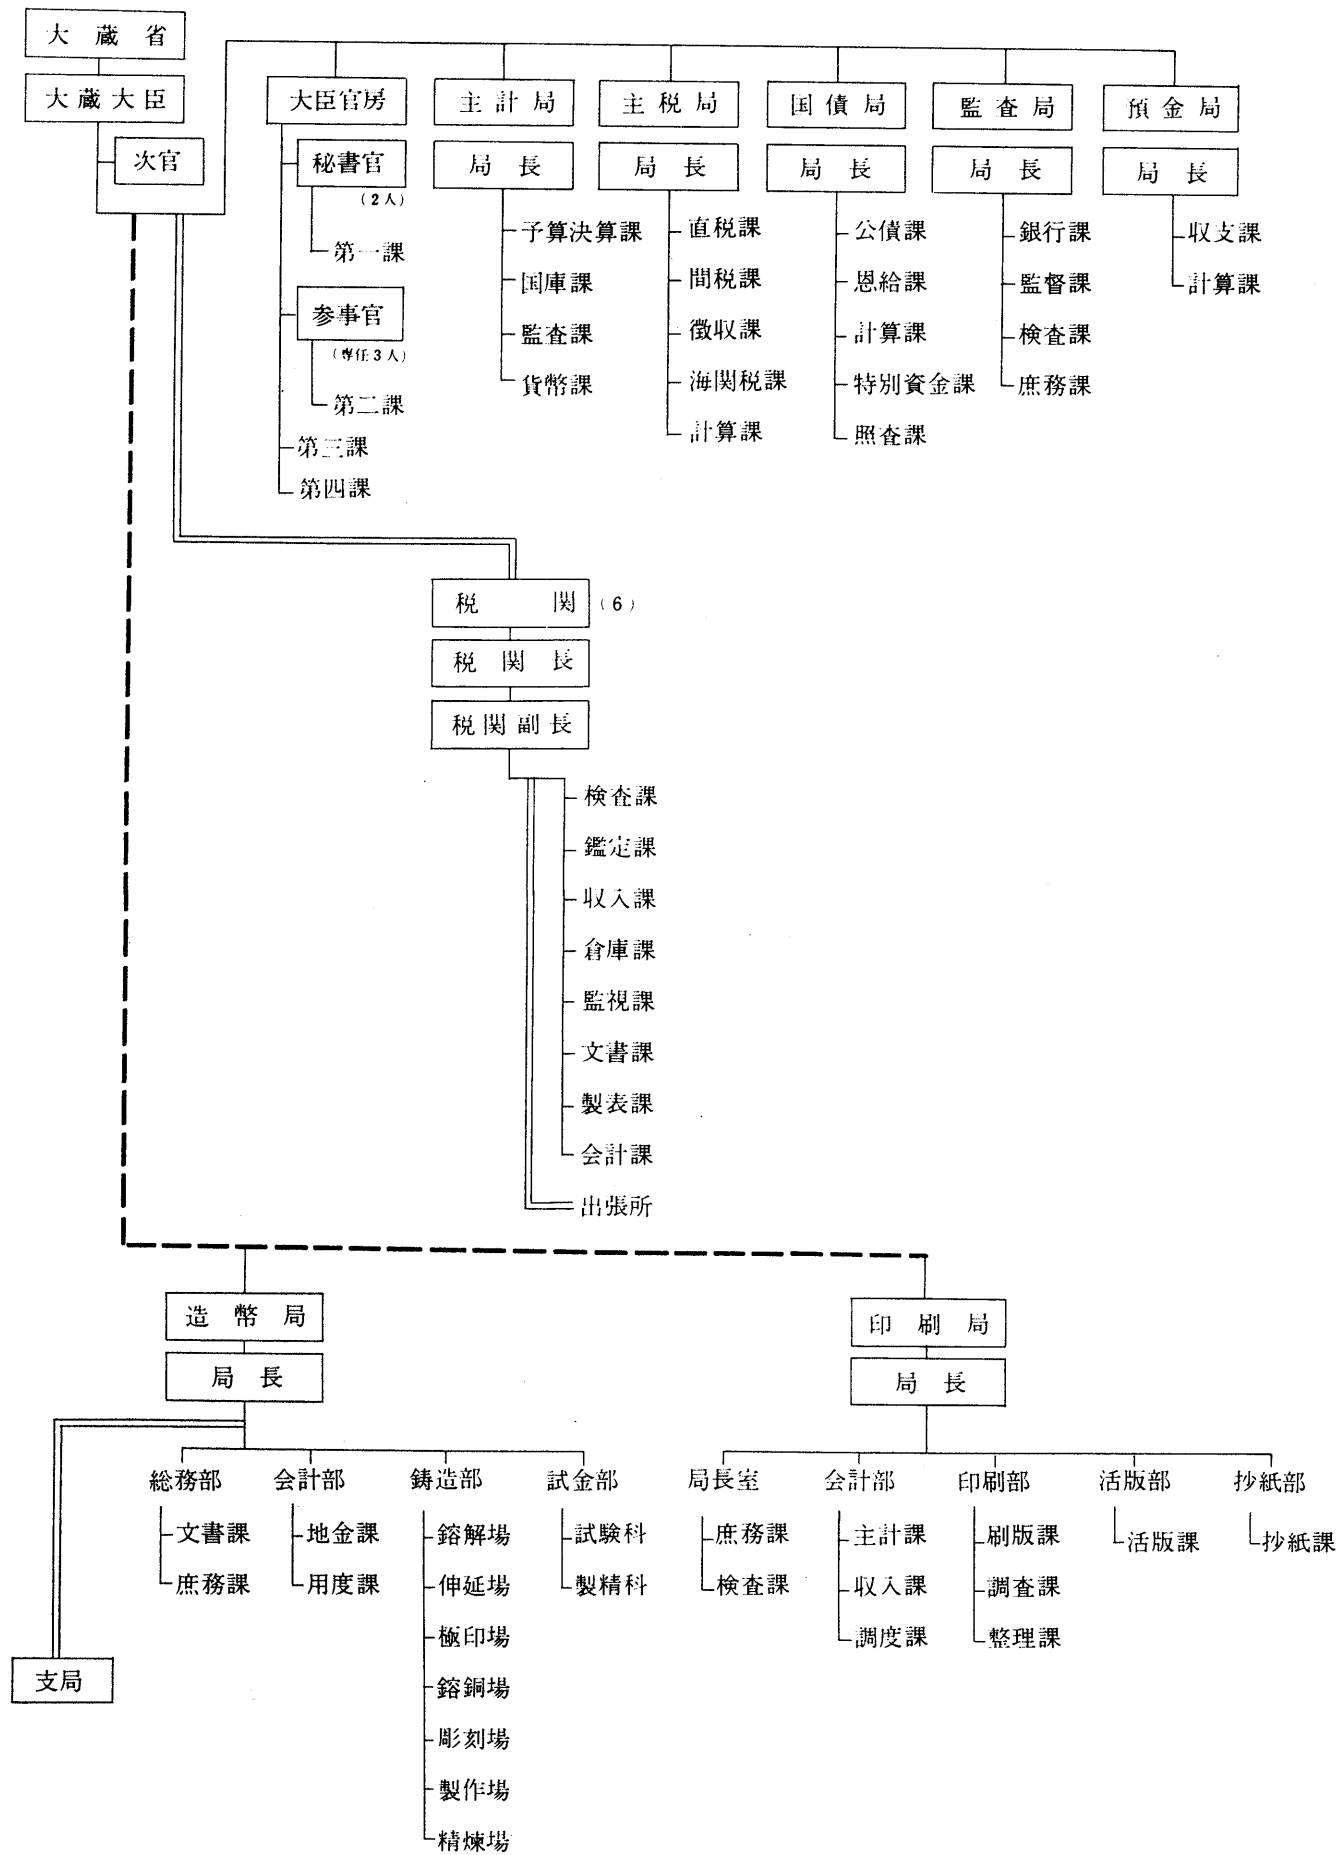 大蔵省
大蔵大臣
次官
大臣官房
秘書官
(2人)
第一課
参事官
(専任3人)
第二課
第三課
第四課
主計局
局長
予算決算課
国庫課
監査課
貨幣課
主税局
局長
直税課
間税課
徴収課
海関税課
計算課
国債局
局長
公債課
恩給課
計算課
特別資金課
照査課
監査局
局長
銀行課
監督課
検査課
庶務課
預金局
局長
収支課
計算課
税関(6)
税関長
税関副長
検査課
鑑定課
収入課
倉庫課
監視課
文書課
製表課
会計課
出張所
造幣局
局長
支局
総務部
文書課
庶務課
会計部
地金課
用度課
鋳造部
鎔解場
伸延場
極印場
鎔銅場
彫刻場
製作場
精煉場
試金部
試験科
製精科
印刷局
局長
局長室
庶務課
検査課
会計部
主計課
収入課
調度課
印刷部
刷版課
調査課
整理課
活版部
活版課
抄紙部
抄紙課